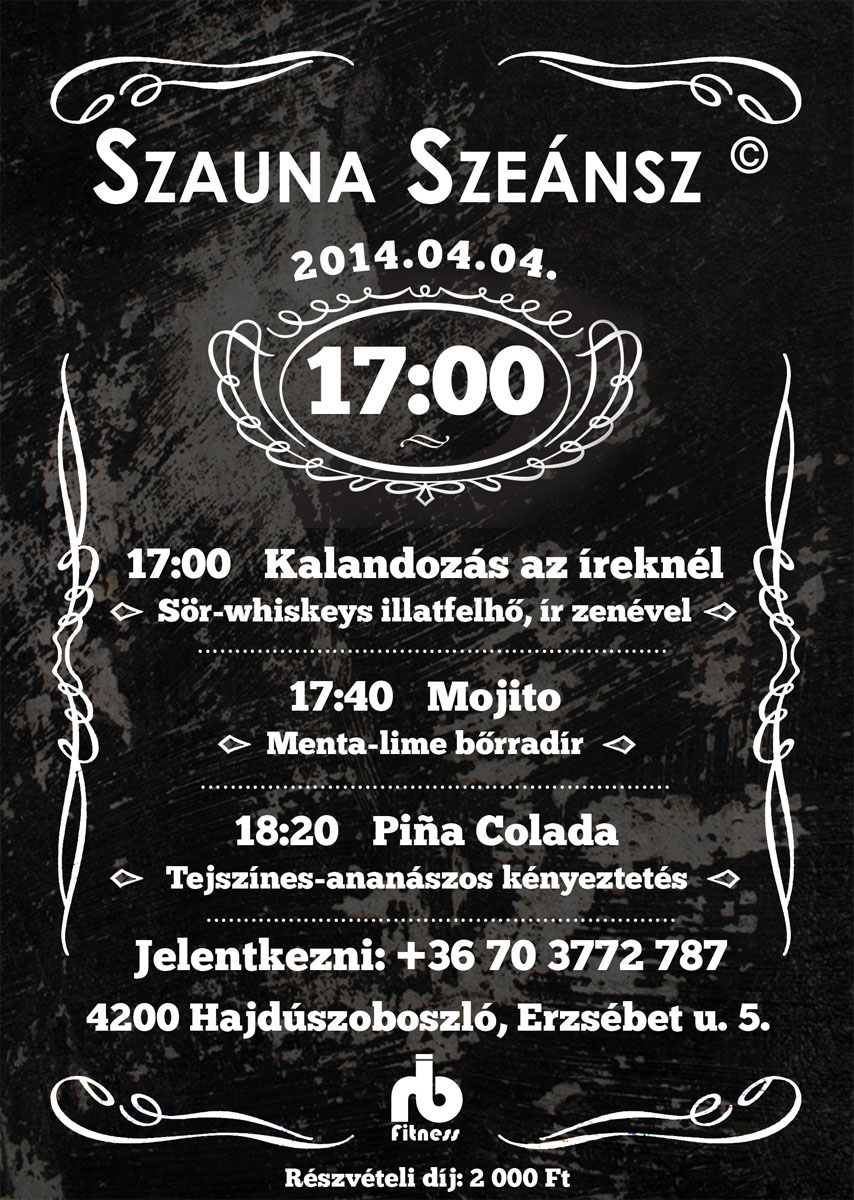 SZAUNA SZEÁNSZ ©
2014.04.04.
17:00
17:00 Kalandozás az íreknél
Sör-whiskeys illatfelhő, ír zenével
17:40 Mojito
Menta-lime bőrradír
18:20 Piña Colada
Tejszínes-ananászos kényeztetés
Jelentkezni: +36 70 3772 787
4200 Hajdúszoboszló, Erzsébet u. 5.
rb
Fitness
Részvételi díj: 2 000 Ft